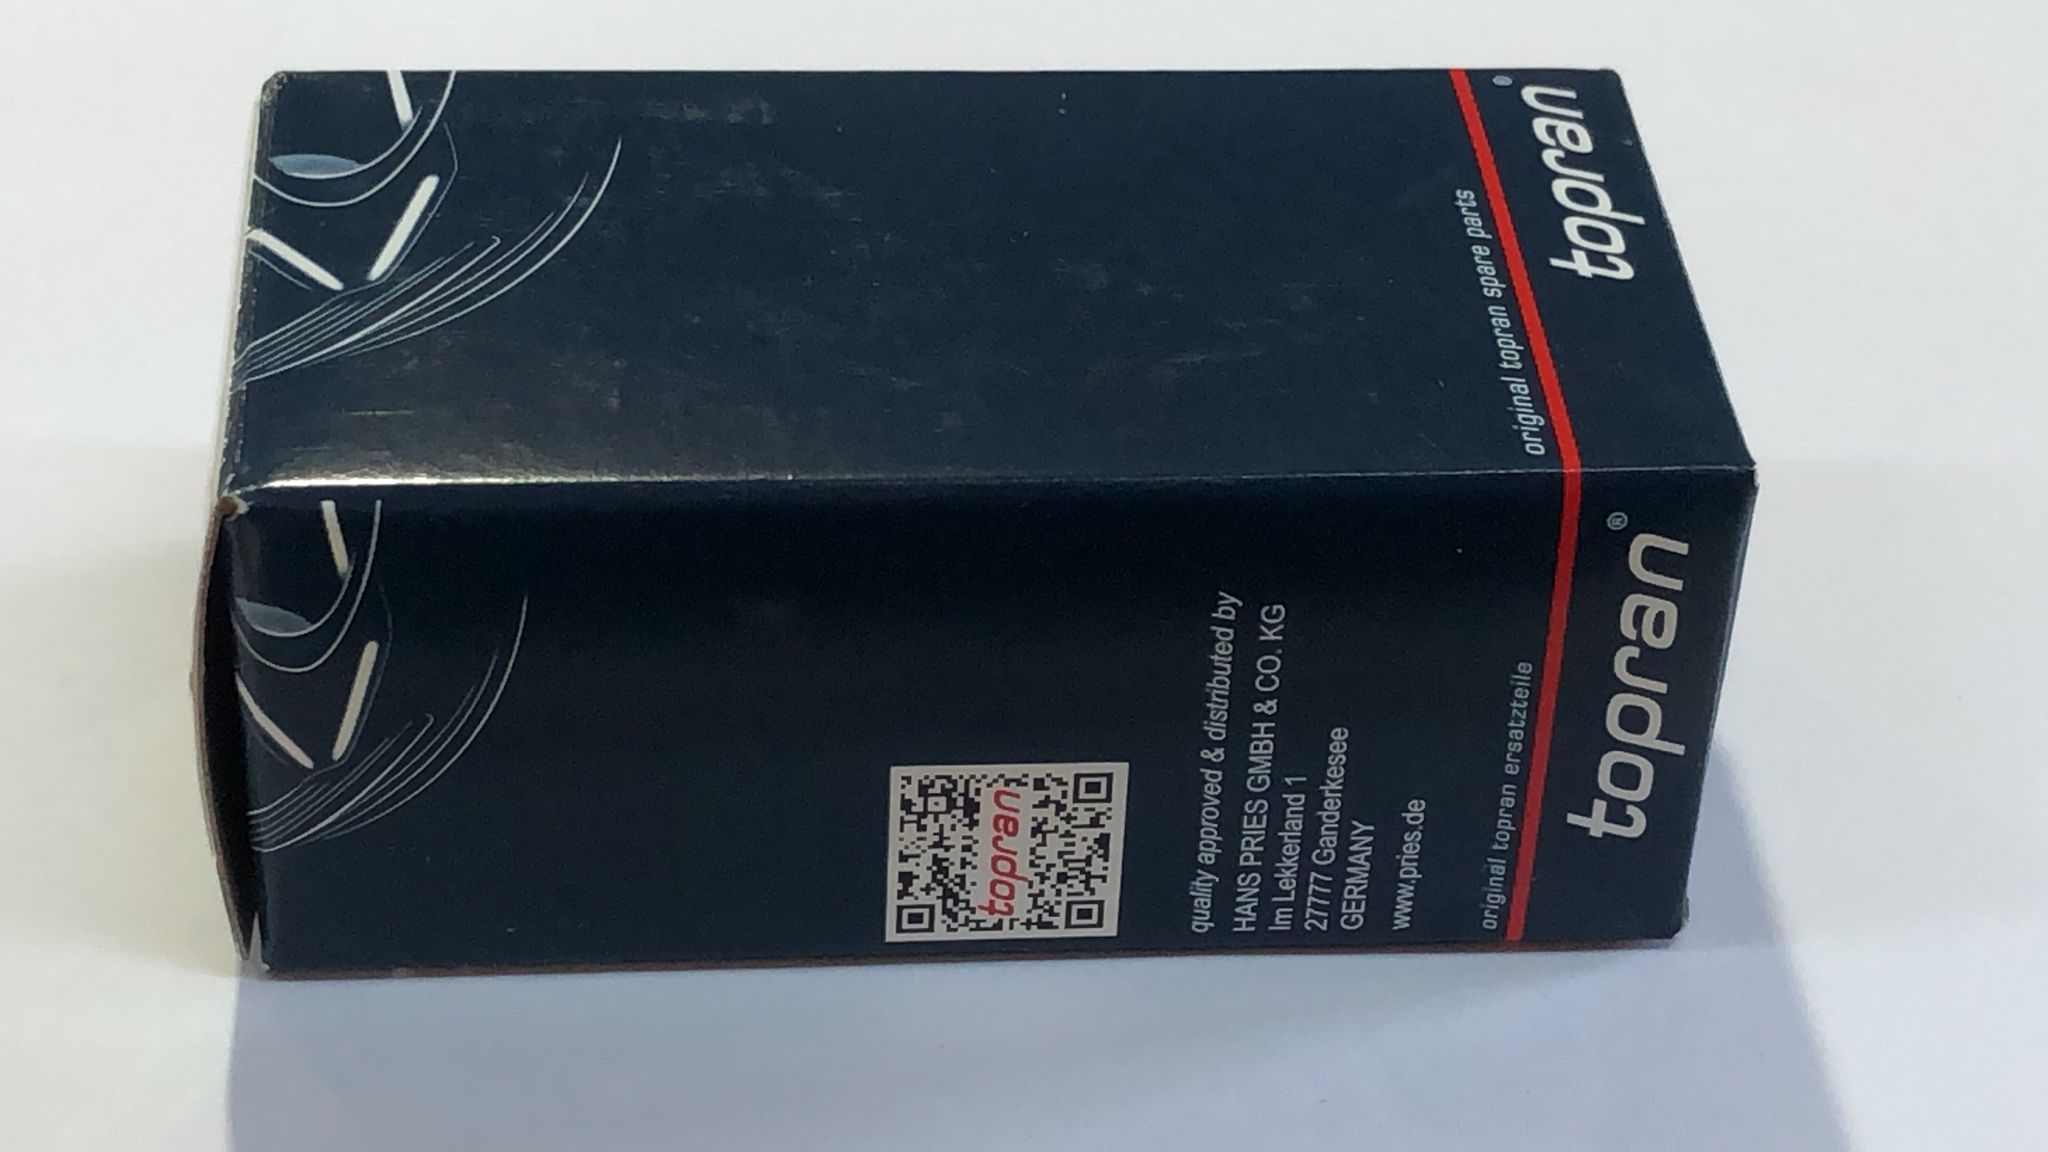 original topran spare parts
topran®
topran
quality approved & distributed by
HANS PRIES GMBH & CO. KG
Im Lekkerland 1
27777 Ganderkesee
GERMANY
www.pries.de
original topran ersatzteile
topran®